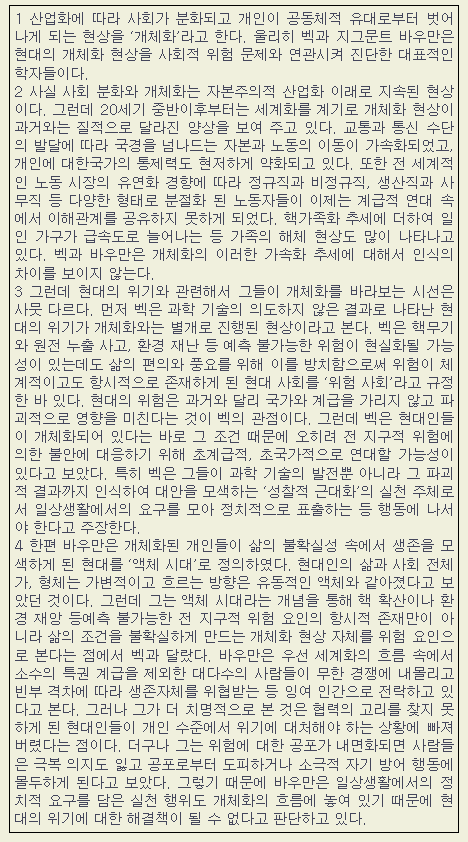 1 산업화에 따라 사회가 분화되고 개인이 공동체적 유대로부터 벗어
나게 되는 현상을 ‘개체화’라고 한다. 울리히 벡과 지그문트 바우만은
현대의 개체화 현상을 사회적 위험 문제와 연관시켜 진단한 대표적인
학자들이다.
2 사실 사회 분화와 개체화는 자본주의적 산업화 이래로 지속된 현상
이다. 그런데 20세기 중반이후부터는 세계화를 계기로 개체화 현상이
과거와는 질적으로 달라진 양상을 보여 주고 있다. 교통과 통신 수단
의 발달에 따라 국경을 넘나드는 자본과 노동의 이동이 가속화되었고,
개인에 대한국가의 통제력도 현저하게 약화되고 있다. 또한 전 세계적
인 노동 시장의 유연화 경향에 따라 정규직과 비정규직, 생산직과 사
무직 등 다양한 형태로 분절화 된 노동자들이 이제는 계급적 연대 속
에서 이해관계를 공유하지 못하게 되었다. 핵가족화 추세에 더하여 일
인 가구가 급속도로 늘어나는 등 가족의 해체 현상도 많이 나타나고
있다. 벡과 바우만은 개체화의 이러한 가속화 추세에 대해서 인식의
차이를 보이지 않는다.
3 그런데 현대의 위기와 관련해서 그들이 개체화를 바라보는 시선은
사뭇 다르다. 먼저 벡은 과학 기술의 의도하지 않은 결과로 나타난 현
대의 위기가 개체화와는 별개로 진행된 현상이라고 본다. 벡은 핵무기
와 원전 누출 사고, 환경 재난 등 예측 불가능한 위험이 현실화될 가능
성이 있는데도 삶의 편의와 풍요를 위해 이를 방치함으로써 위험이 체
계적이고도 항시적으로 존재하게 된 현대 사회를 ‘위험 사회’라고 규정
한 바 있다. 현대의 위험은 과거와 달리 국가와 계급을 가리지 않고 파
괴적으로 영향을 미친다는 것이 벡의 관점이다. 그런데 벡은 현대인들
이 개체화되어 있다는 바로 그 조건 때문에 오히려 전 지구적 위험에
의한 불안에 대응하기 위해 초계급적, 초국가적으로 연대할 가능성이
있다고 보았다. 특히 벡은 그들이 과학 기술의 발전뿐 아니라 그 파괴
적 결과까지 인식하여 대안을 모색하는 ‘성찰적 근대화’의 실천 주체로
서 일상생활에서의 요구를 모아 정치적으로 표출하는 등 행동에 나서
야 한다고 주장한다.
4 한편 바우만은 개체화된 개인들이 삶의 불확실성 속에서 생존을 모
색하게 된 현대를 ‘액체 시대’로 정의하였다. 현대인의 삶과 사회 전체
가, 형체는 가변적이고 흐르는 방향은 유동적인 액체와 같아졌다고 보
았던 것이다. 그런데 그는 액체 시대라는 개념을 통해 핵 확산이나 환
경 재앙 등예측 불가능한 전 지구적 위험 요인의 항시적 존재만이 아
니라 삶의 조건을 불확실하게 만드는 개체화 현상 자체를 위험 요인으
로 본다는 점에서 벡과 달랐다. 바우만은 우선 세계화의 흐름 속에서
소수의 특권 계급을 제외한 대다수의 사람들이 무한 경쟁에 내몰리고
빈부 격차에 따라 생존자체를 위협받는 등 잉여 인간으로 전락하고 있
다고 본다. 그러나 그가 더 치명적으로 본 것은 협력의 고리를 찾지 못
하게 된 현대인들이 개인 수준에서 위기에 대처해야 하는 상황에 빠져
버렸다는 점이다. 더구나 그는 위험에 대한 공포가 내면화되면 사람들
은 극복 의지도 잃고 공포로부터 도피하거나 소극적 자기 방어 행동에
몰두하게 된다고 보았다. 그렇기 때문에 바우만은 일상생활에서의 정
치적 요구를 담은 실천 행위도 개체화의 흐름에 놓여 있기 때문에 현
대의 위기에 대한 해결책이 될 수 없다고 판단하고 있다.